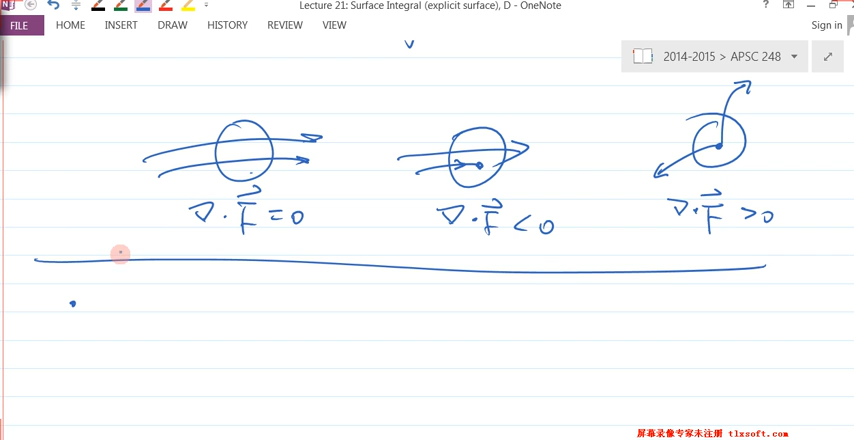 Lecture 21: Surface Integral (explicit surface), D - OneNote
FILE HOME INSERT DRAW HISTORY REVIEW VIEW Sign in
2014-2015 > APSC 248
∇·F⃗ = 0
∇·F⃗ < 0
∇·F⃗ > 0
屏幕录像专家未注册 tlxsoft.com.